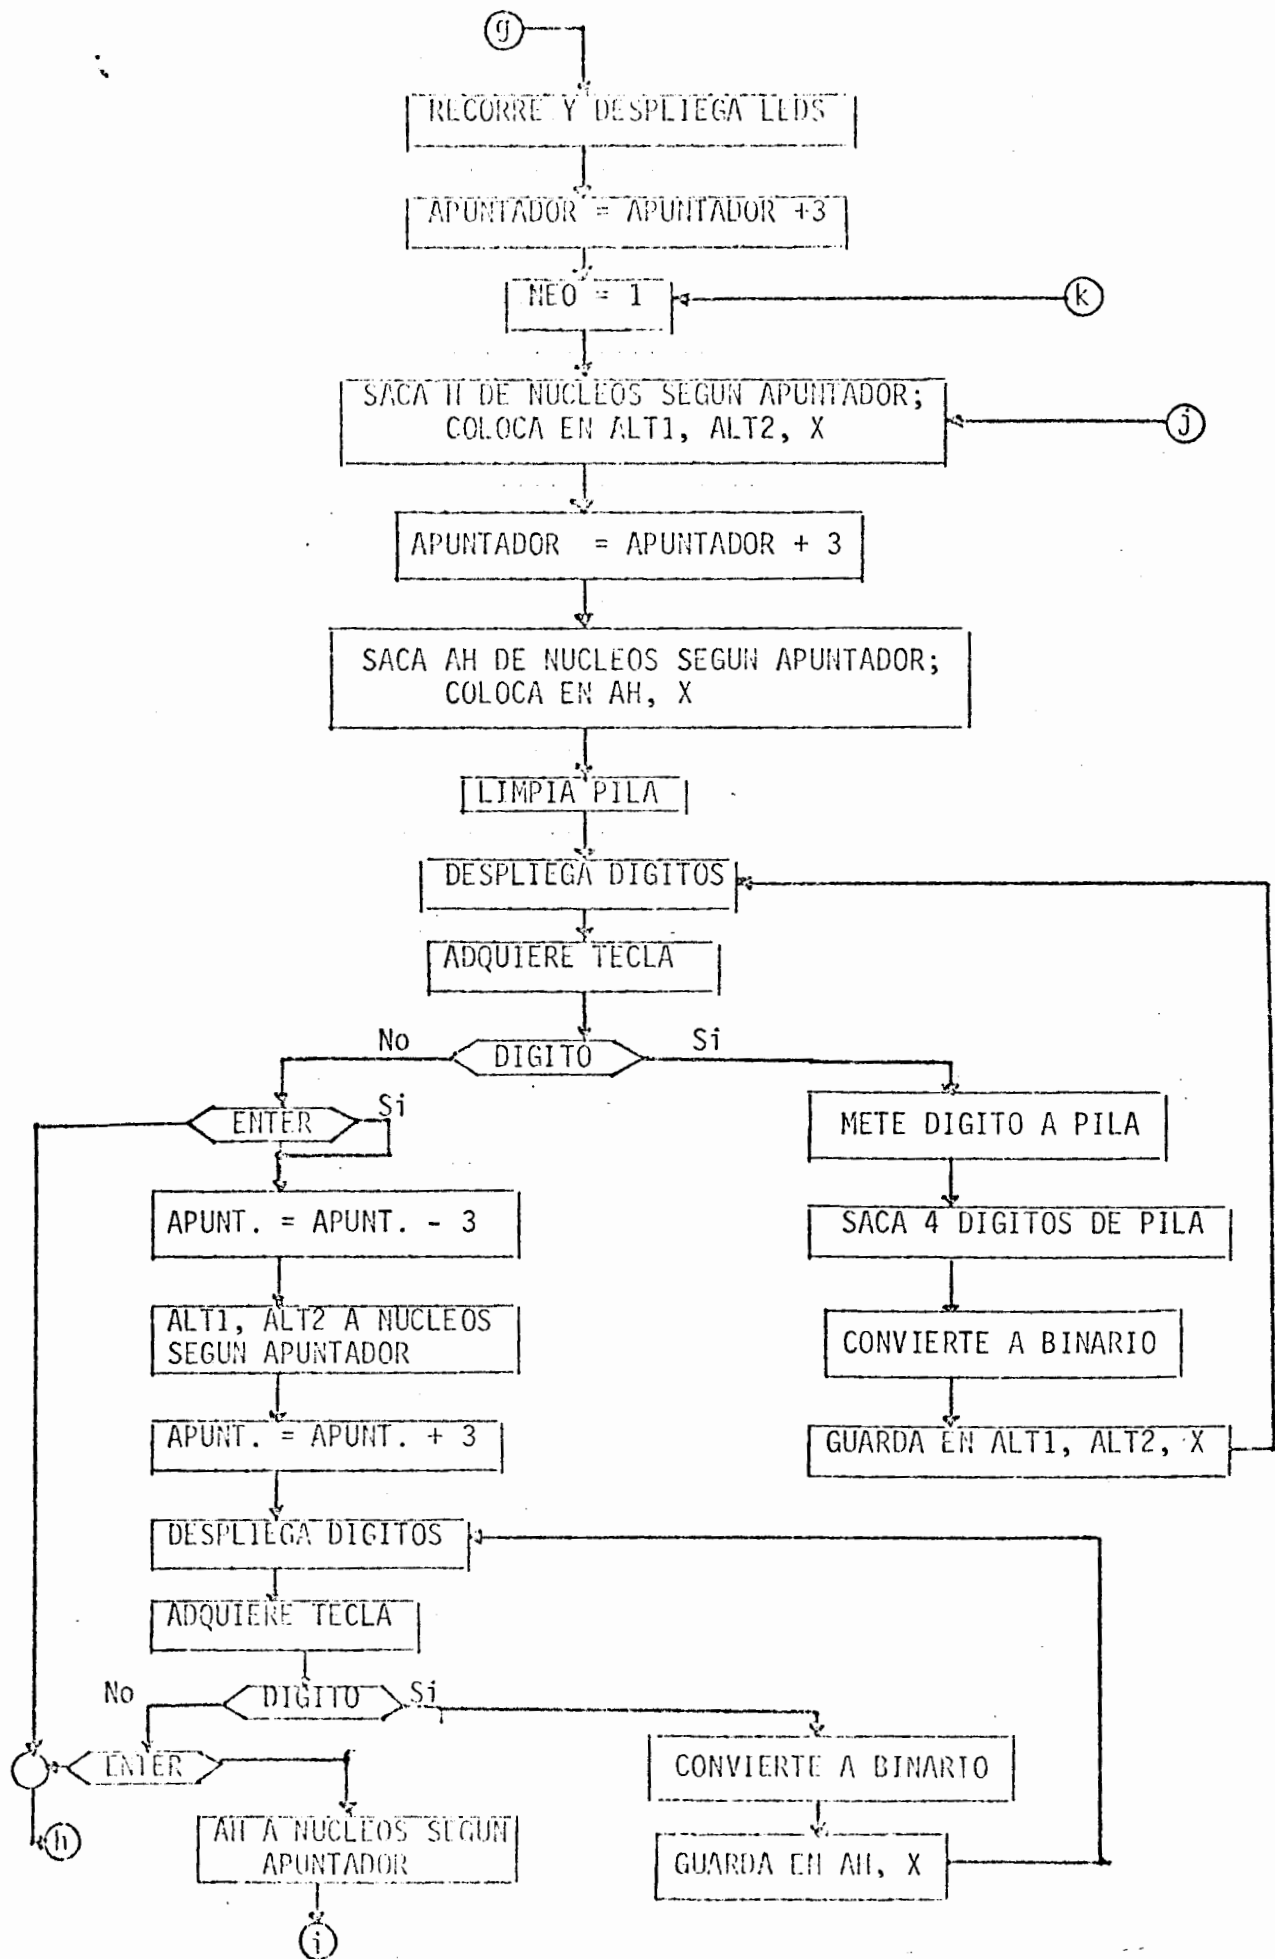 g
RECORRE Y DESPLIEGA LEDS
APUNTADOR = APUNTADOR +3
NEO = 1
k
SACA H DE NUCLEOS SEGUN APUNTADOR;
COLOCA EN ALT1, ALT2, X
j
APUNTADOR = APUNTADOR + 3
SACA AH DE NUCLEOS SEGUN APUNTADOR;
COLOCA EN AH, X
LIMPIA PILA
DESPLIEGA DIGITOS
ADQUIERE TECLA
No
DIGITO
Si
ENTER
Si
METE DIGITO A PILA
APUNT. = APUNT. - 3
SACA 4 DIGITOS DE PILA
ALT1, ALT2 A NUCLEOS
SEGUN APUNTADOR
CONVIERTE A BINARIO
APUNT. = APUNT. + 3
GUARDA EN ALT1, ALT2, X
DESPLIEGA DIGITOS
ADQUIERE TECLA
No
DIGITO
Si
ENTER
CONVIERTE A BINARIO
h
AH A NUCLEOS SEGUN
APUNTADOR
GUARDA EN AH, X
i